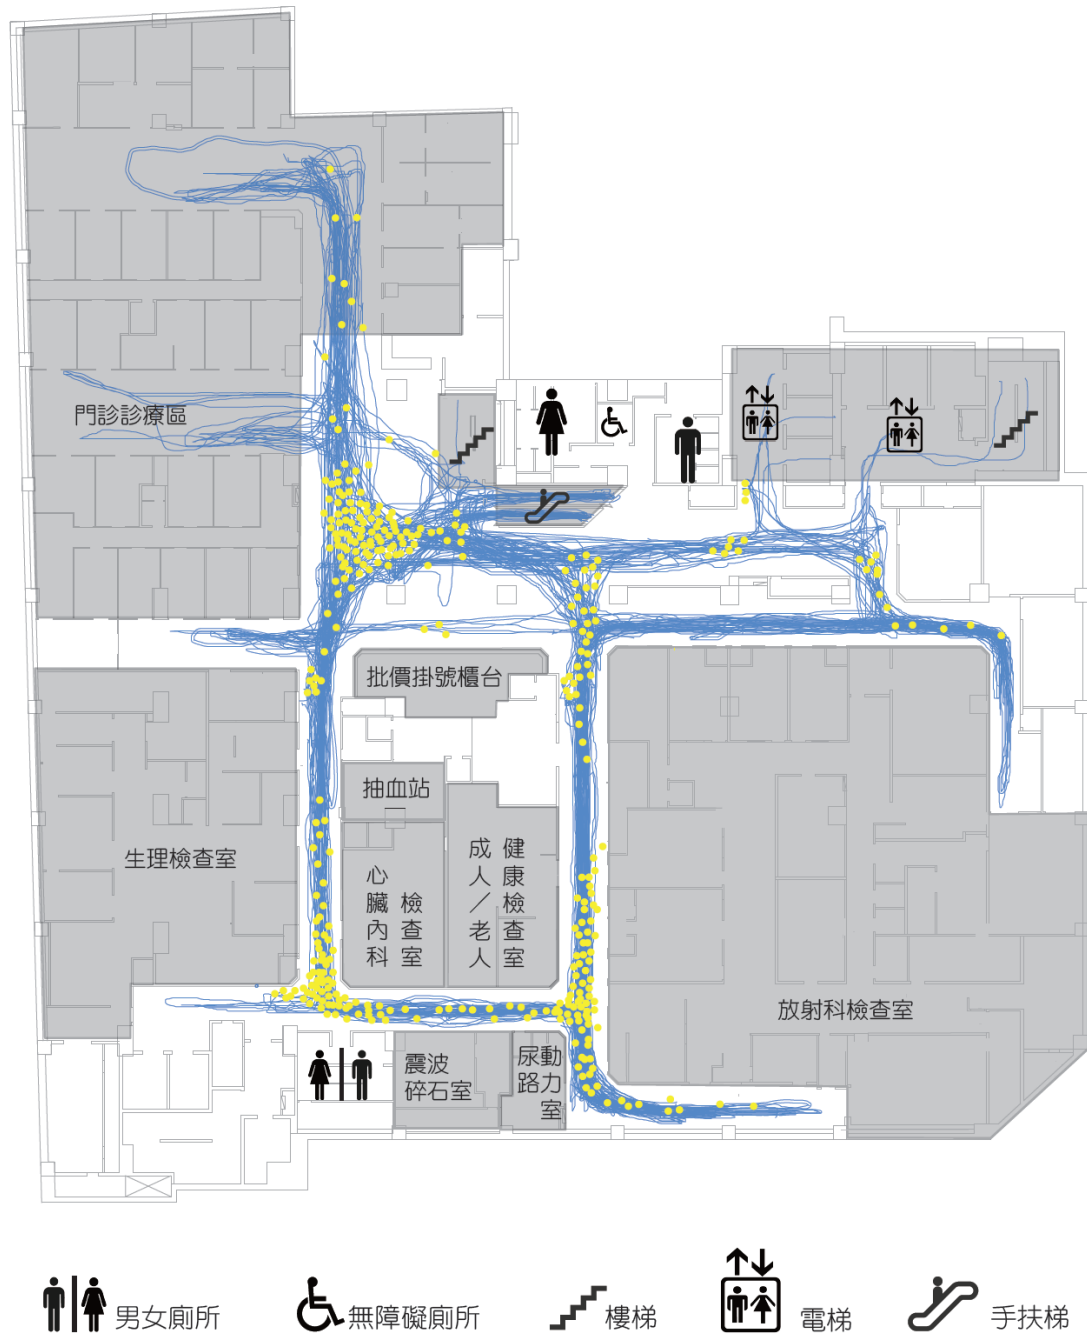 門診診療區
批價掛號櫃台
抽血站
生理檢查室
心臟內科
檢查室
成人／老人
健康檢查室
放射科檢查室
震波
碎石室
尿動
路力
室
男女廁所
無障礙廁所
樓梯
電梯
手扶梯